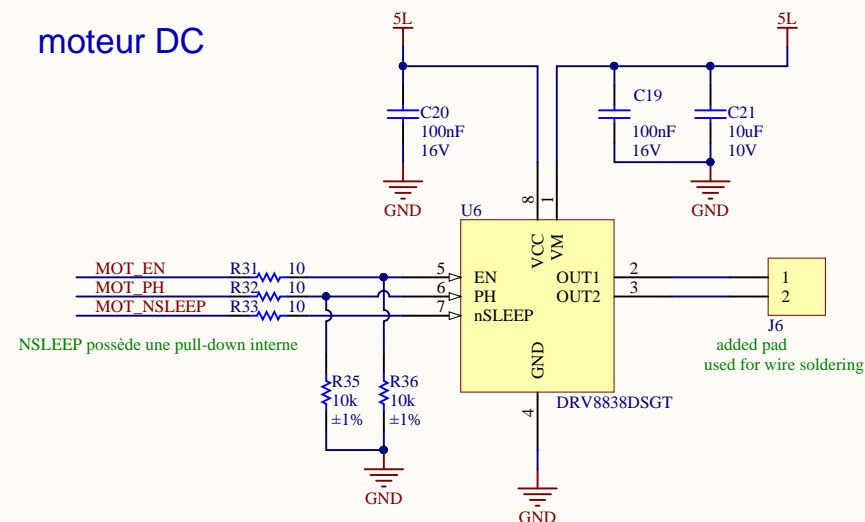 moteur DC
5L
5L
C20
100nF
16V
C19
100nF
16V
C21
10uF
10V
GND
GND
U6
8
1
VCC
VM
MOT_EN
R31
10
5
EN
OUT1
2
1
MOT_PH
R32
10
6
PH
OUT2
3
2
MOT_NSLEEP
R33
10
7
nSLEEP
J6
NSLEEP possède une pull-down interne
added pad
used for wire soldering
GND
R35
10k
±1%
R36
10k
±1%
4
DRV8838DSGT
GND
GND